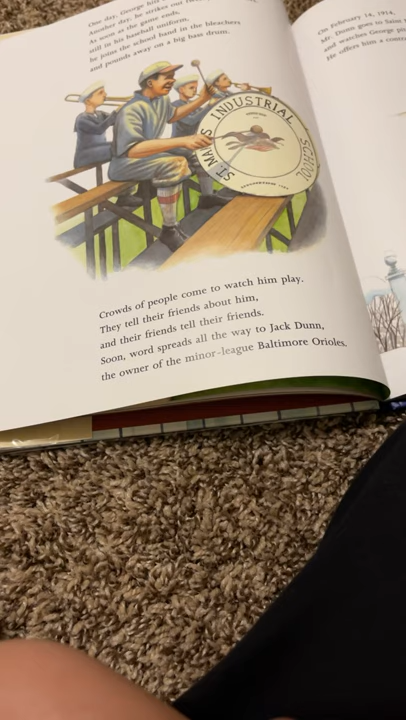 One day, George hits
Another day, he strikes out
As soon as the game ends,
still in his baseball uniform,
he joins the school band in the bleachers
and pounds away on a big bass drum.
ST. MARY'S INDUSTRIAL SCHOOL
Crowds of people come to watch him play.
They tell their friends about him,
and their friends tell their friends.
Soon, word spreads all the way to Jack Dunn,
the owner of the minor-league Baltimore Orioles.
On February 14, 1914,
Mr. Dunn goes to Saint
and watches George
He offers him a